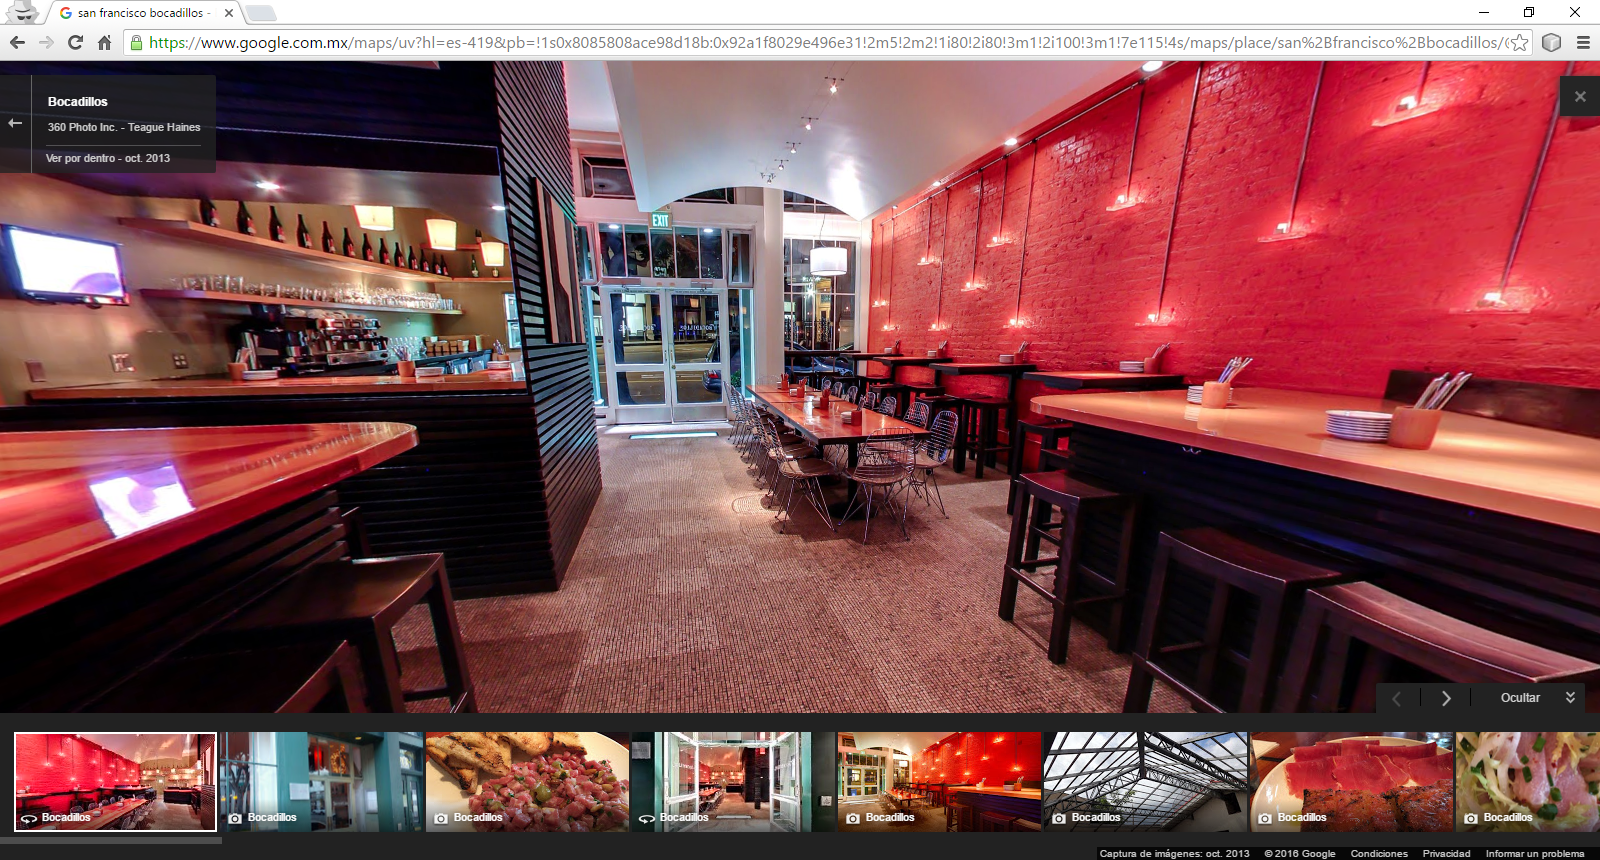 san francisco bocadillos -
https://www.google.com.mx/maps/uv?hl=es-419&pb=!1s0x8085808ace98d18b:0x92a1f8029e496e31!2m5!2m2!1i80!2i80!3m1!2i100!3m1!7e115!4s/maps/place/san%2Bfrancisco%2Bbocadillos/
Bocadillos
360 Photo Inc. - Teague Haines
Ver por dentro - oct. 2013
EXIT
Ocultar
Bocadillos
Bocadillos
Bocadillos
Bocadillos
Bocadillos
Bocadillos
Bocadillos
Bocadillos
Captura de imágenes: oct. 2013 © 2016 Google Condiciones Privacidad Informar un problema